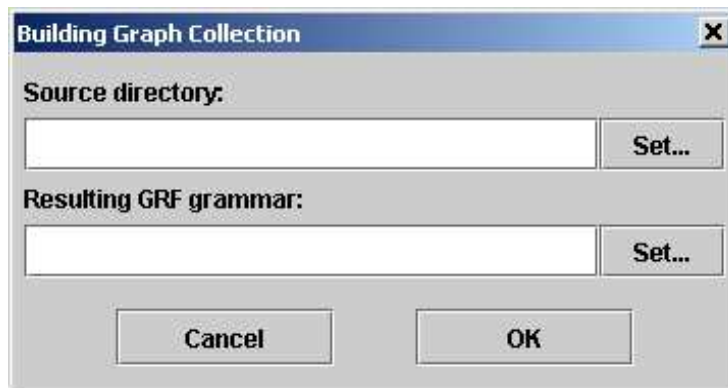 Building Graph Collection
Source directory:
Set...
Resulting GRF grammar:
Set...
Cancel OK